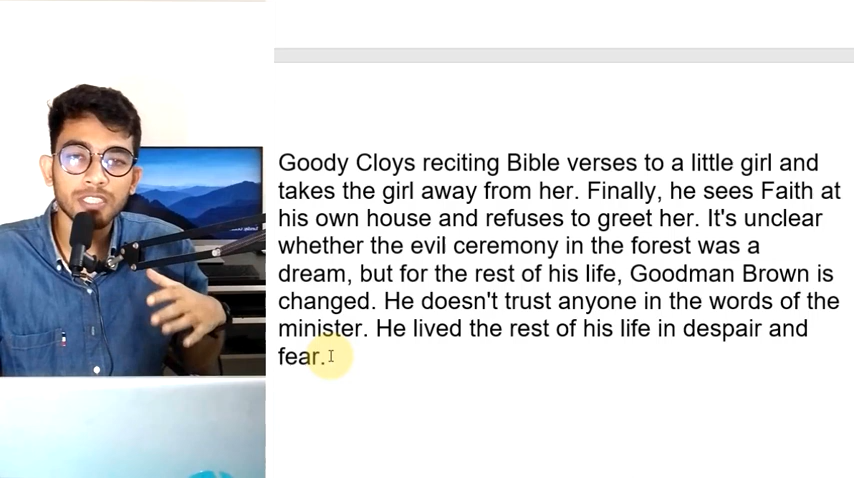 Goody Cloys reciting Bible verses to a little girl and
takes the girl away from her. Finally, he sees Faith at
his own house and refuses to greet her. It's unclear
whether the evil ceremony in the forest was a
dream, but for the rest of his life, Goodman Brown is
changed. He doesn't trust anyone in the words of the
minister. He lived the rest of his life in despair and
fear.